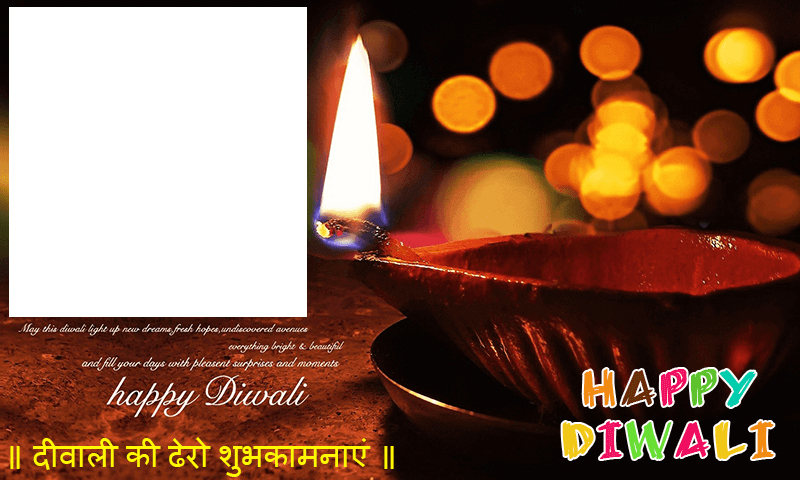 May this diwali light up new dreams,fresh hopes,undiscovered avenues
everything bright & beautiful
and fill your days with pleasent surprises and moments
happy Diwali
॥ दीवाली की ढेरो शुभकामनाएं ॥
HAPPY
DIWALI